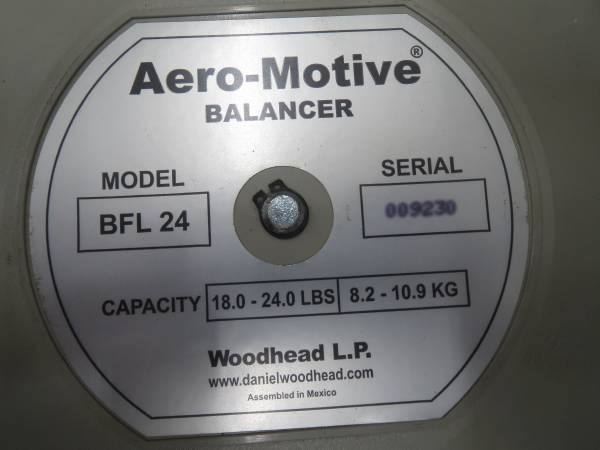 Aero-Motive®
BALANCER
MODEL
BFL 24
SERIAL
009230
CAPACITY 18.0 - 24.0 LBS 8.2 - 10.9 KG
Woodhead L.P.
www.danielwoodhead.com
Assembled in Mexico